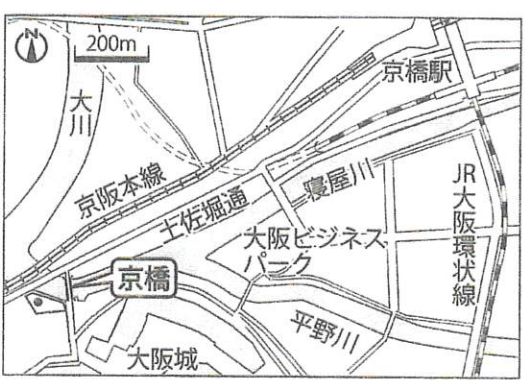 200m
京橋駅
大川
京阪本線
土佐堀通
寝屋川
JR大阪環状線
大阪ビジネス
パーク
京橋
平野川
大阪城